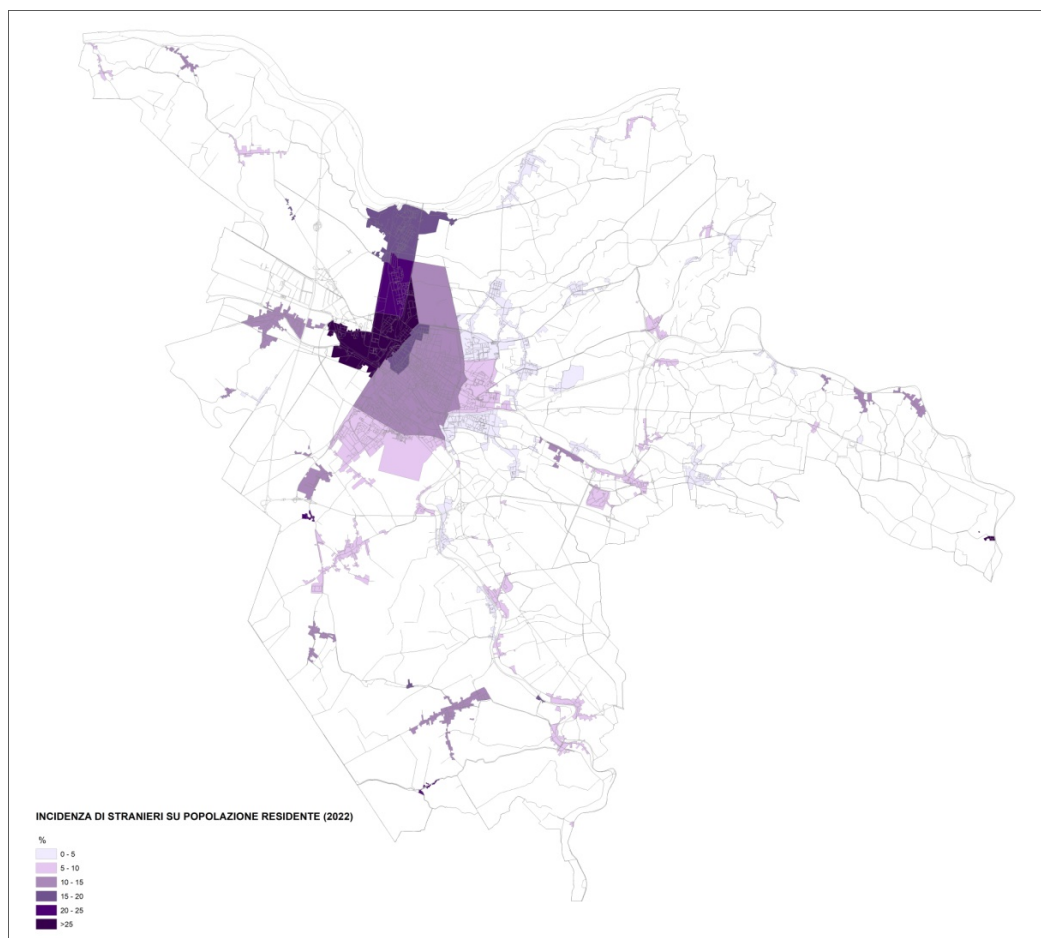 INCIDENZA DI STRANIERI SU POPOLAZIONE RESIDENTE (2022)
%
0 - 5
5 - 10
10 - 15
15 - 20
20 - 25
>25